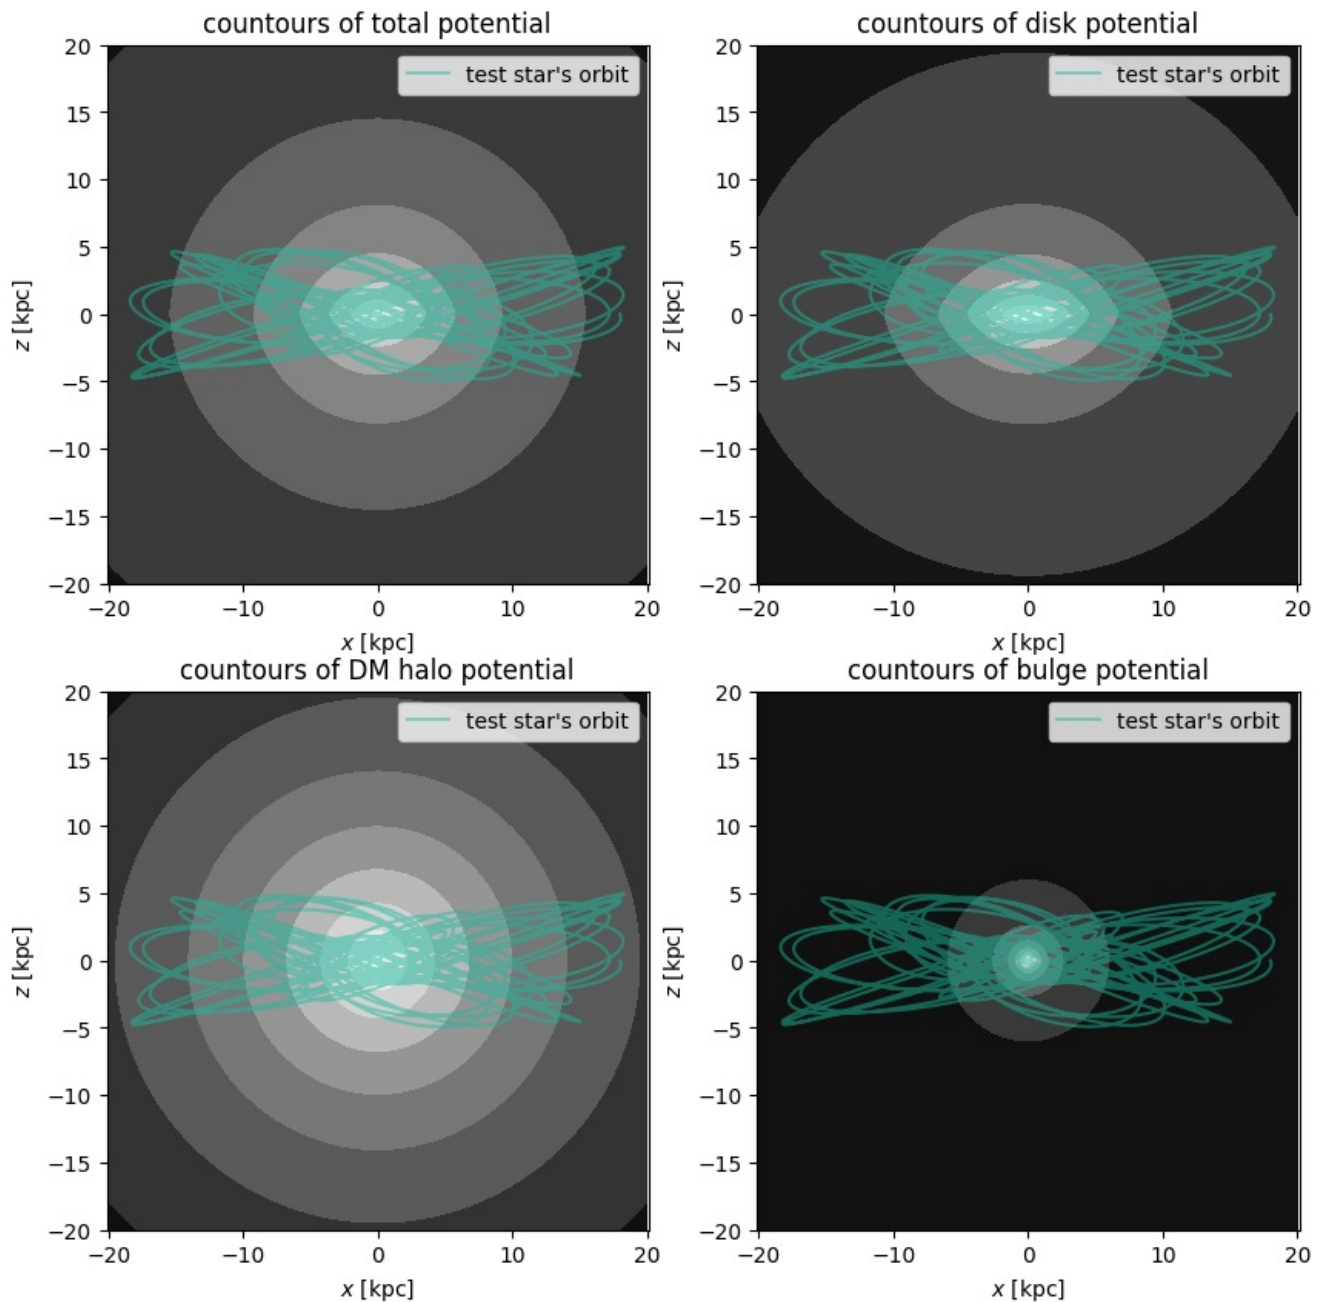 countours of total potential
test star's orbit
20
15
10
5
0
−5
−10
−15
−20
z [kpc]
−20 −10 0 10 20
x [kpc]
countours of disk potential
test star's orbit
20
15
10
5
0
−5
−10
−15
−20
z [kpc]
−20 −10 0 10 20
x [kpc]
countours of DM halo potential
test star's orbit
20
15
10
5
0
−5
−10
−15
−20
z [kpc]
−20 −10 0 10 20
x [kpc]
countours of bulge potential
test star's orbit
20
15
10
5
0
−5
−10
−15
−20
z [kpc]
−20 −10 0 10 20
x [kpc]